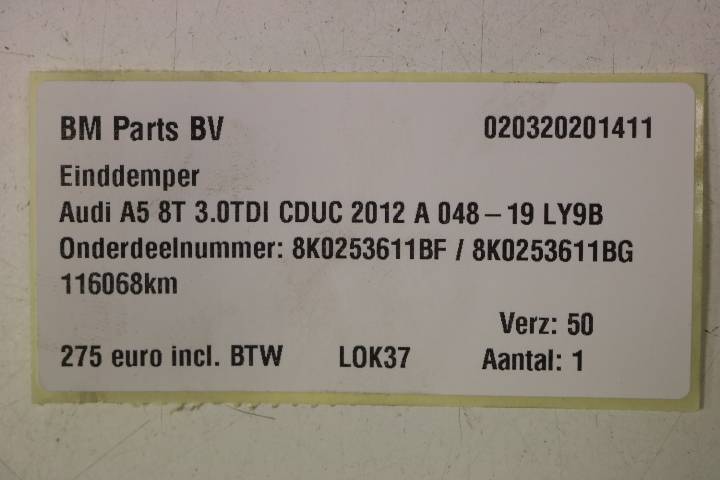 BM Parts BV 020320201411
Einddemper
Audi A5 8T 3.0TDI CDUC 2012 A 048 – 19 LY9B
Onderdeelnummer: 8K0253611BF / 8K0253611BG
116068km
Verz: 50
275 euro incl. BTW LOK37 Aantal: 1